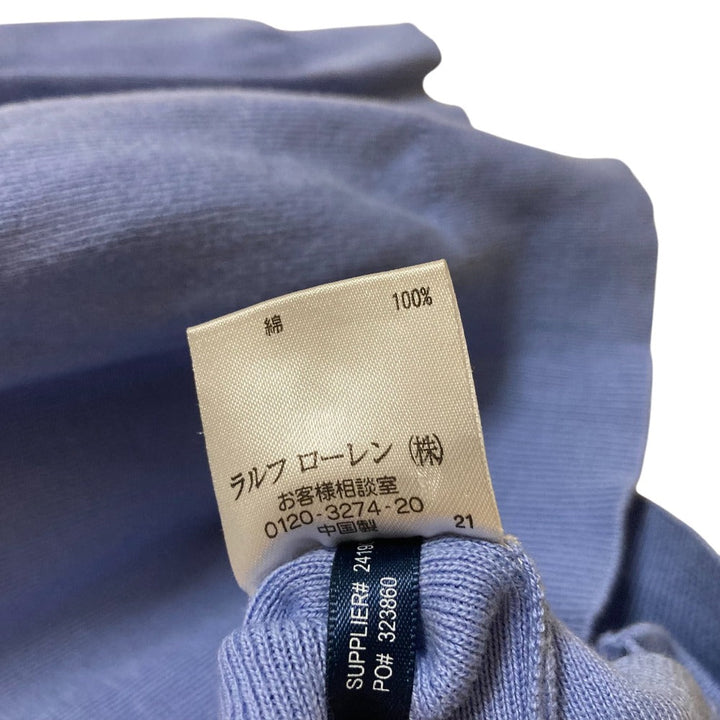 綿 100%
ラルフ ローレン (株)
お客様相談室
0120-3274-20
中国製
21
SUPPLIER# 2419
PO# 323860